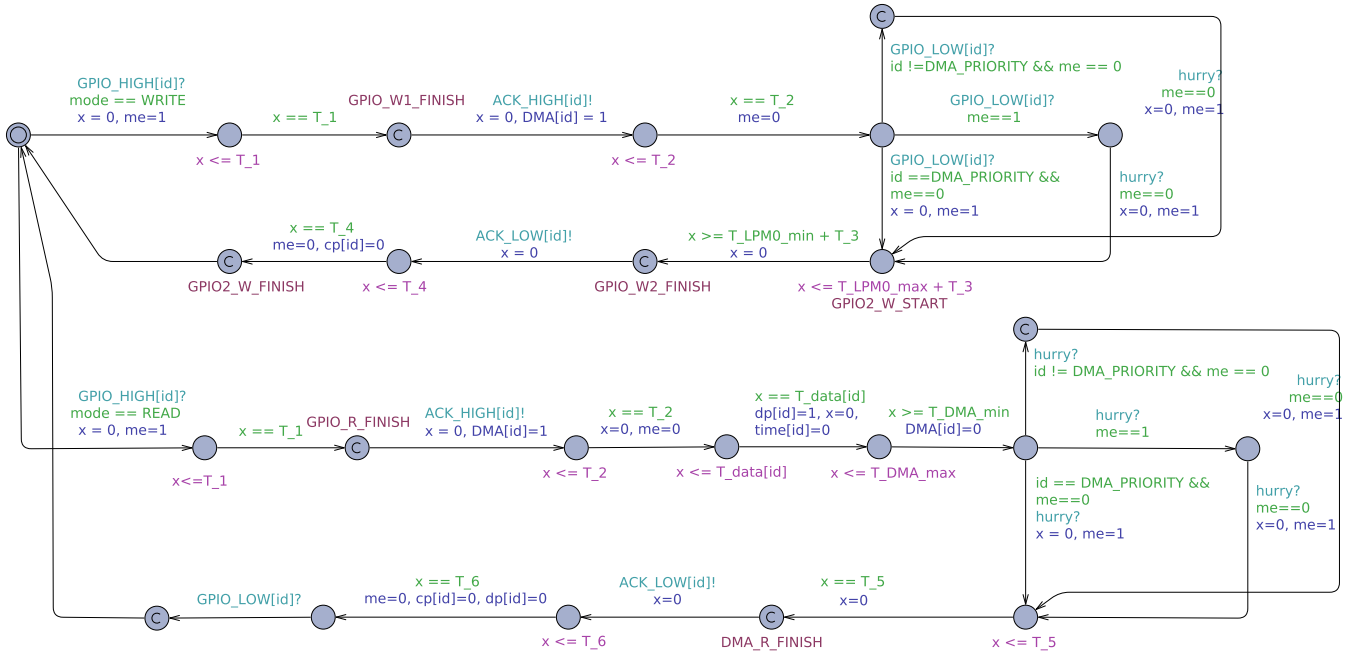 C
GPIO_LOW[id]?
id !=DMA_PRIORITY && me == 0
hurry?
me==0
x=0, me=1
GPIO_HIGH[id]?
mode == WRITE
x = 0, me=1
x == T_1
GPIO_W1_FINISH
ACK_HIGH[id]!
x = 0, DMA[id] = 1
x == T_2
me=0
GPIO_LOW[id]?
me==1
C
x <= T_1
x <= T_2
GPIO_LOW[id]?
id ==DMA_PRIORITY &&
me==0
x = 0, me=1
hurry?
me==0
x=0, me=1
x == T_4
me=0, cp[id]=0
ACK_LOW[id]!
x = 0
x >= T_LPM0_min + T_3
x = 0
C
C
GPIO2_W_FINISH
x <= T_4
GPIO_W2_FINISH
x <= T_LPM0_max + T_3
GPIO2_W_START
C
hurry?
id != DMA_PRIORITY && me == 0
hurry?
me==0
x=0, me=1
GPIO_HIGH[id]?
mode == READ
x = 0, me=1
x == T_1
GPIO_R_FINISH
ACK_HIGH[id]!
x = 0, DMA[id]=1
x == T_2
x=0, me=0
x == T_data[id]
dp[id]=1, x=0,
time[id]=0
x >= T_DMA_min
DMA[id]=0
hurry?
me==1
C
x<=T_1
x <= T_2
x <= T_data[id]
x <= T_DMA_max
id == DMA_PRIORITY &&
me==0
hurry?
x = 0, me=1
hurry?
me==0
x=0, me=1
GPIO_LOW[id]?
x == T_6
me=0, cp[id]=0, dp[id]=0
ACK_LOW[id]!
x=0
x == T_5
x=0
C
C
x <= T_6
DMA_R_FINISH
x <= T_5